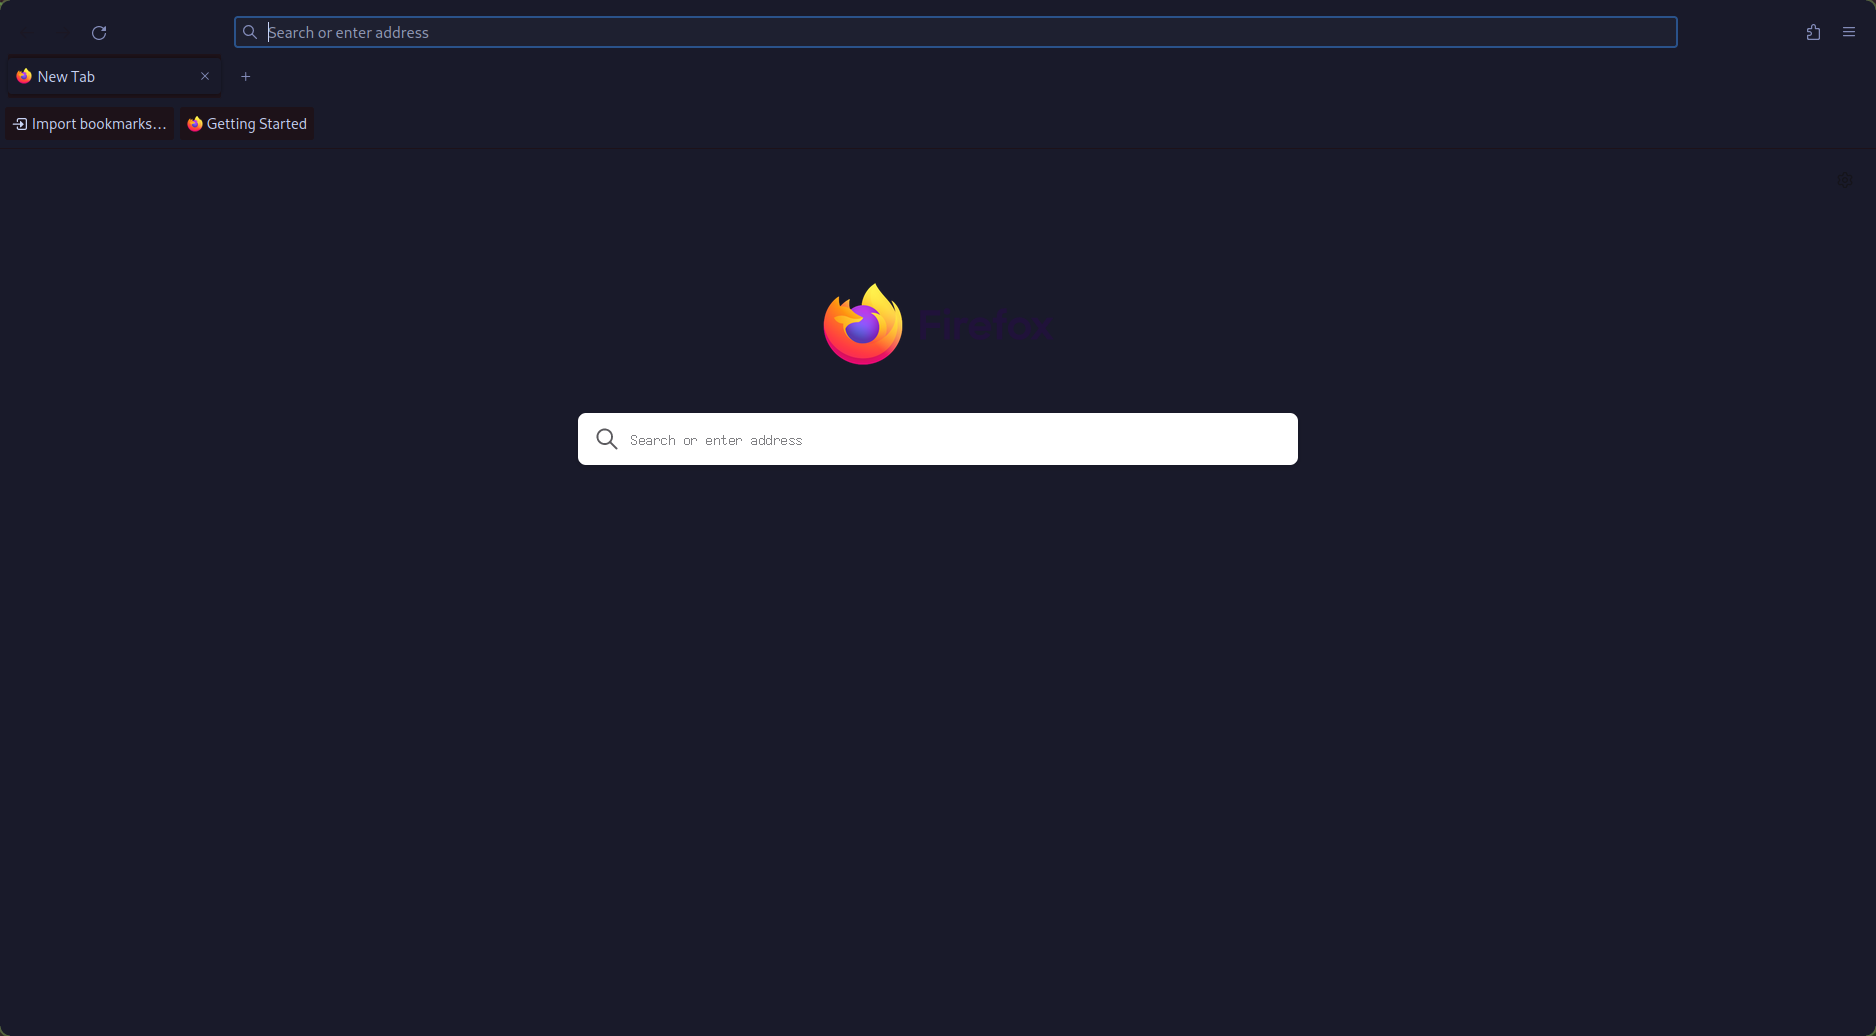 Search or enter address
New Tab
Import bookmarks...
Getting Started
Firefox
Search or enter address